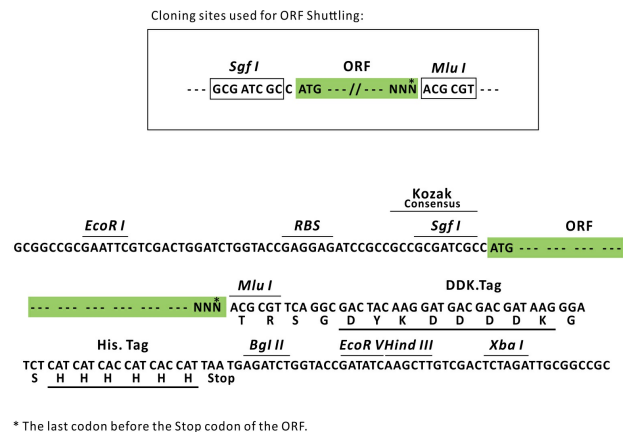 Cloning sites used for ORF Shuttling:
Sgf I ORF Mlu I
*
--- GCG ATC GC C ATG ---//--- NNN ACG CGT ---
Kozak
Consensus
EcoR I RBS Sgf I ORF
GCGGCCGCGAATTCGTCGACTGGATCTGGTACCGAGGAGATCCGCCGCCGCGATCGCC ATG --- --- --- ---
Mlu I DDK.Tag
*
--- --- --- --- --- --- NNN ACG CGT TCA GGC GAC TAC AAG GAT GAC GAC GAT AAG GGA
T R S G D Y K D D D D K G
His. Tag Bgl II EcoR V Hind III Xba I
TCT CAT CAT CAC CAT CAC CAT TAA TGAGATCTGGTACCGATATCAAGCTTGTCGACTCTAGATTGCGGCCGC
S H H H H H H Stop
* The last codon before the Stop codon of the ORF.